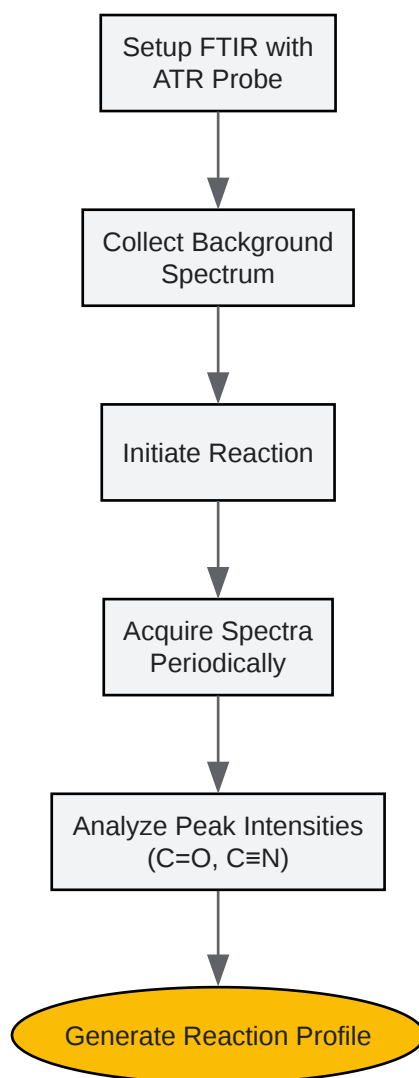 Setup FTIR with
ATR Probe
Collect Background
Spectrum
Initiate Reaction
Acquire Spectra
Periodically
Analyze Peak Intensities
(C=O, C≡N)
Generate Reaction Profile